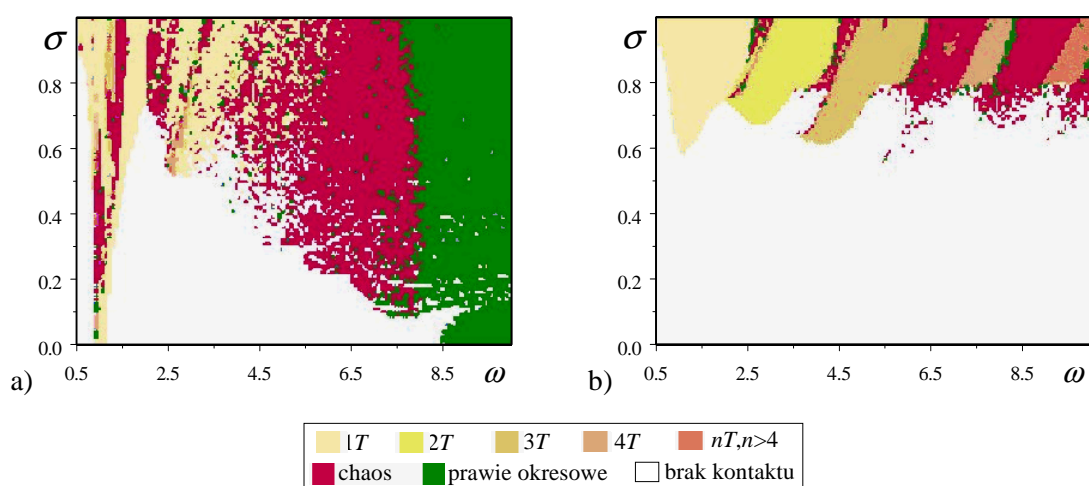 σ
0.8
0.6
0.4
0.2
0.0
0.5 2.5 4.5 6.5 8.5 ω
a)
σ
0.8
0.6
0.4
0.2
0.0
0.5 2.5 4.5 6.5 8.5 ω
b)
1T 2T 3T 4T nT,n>4
chaos prawie okresowe brak kontaktu